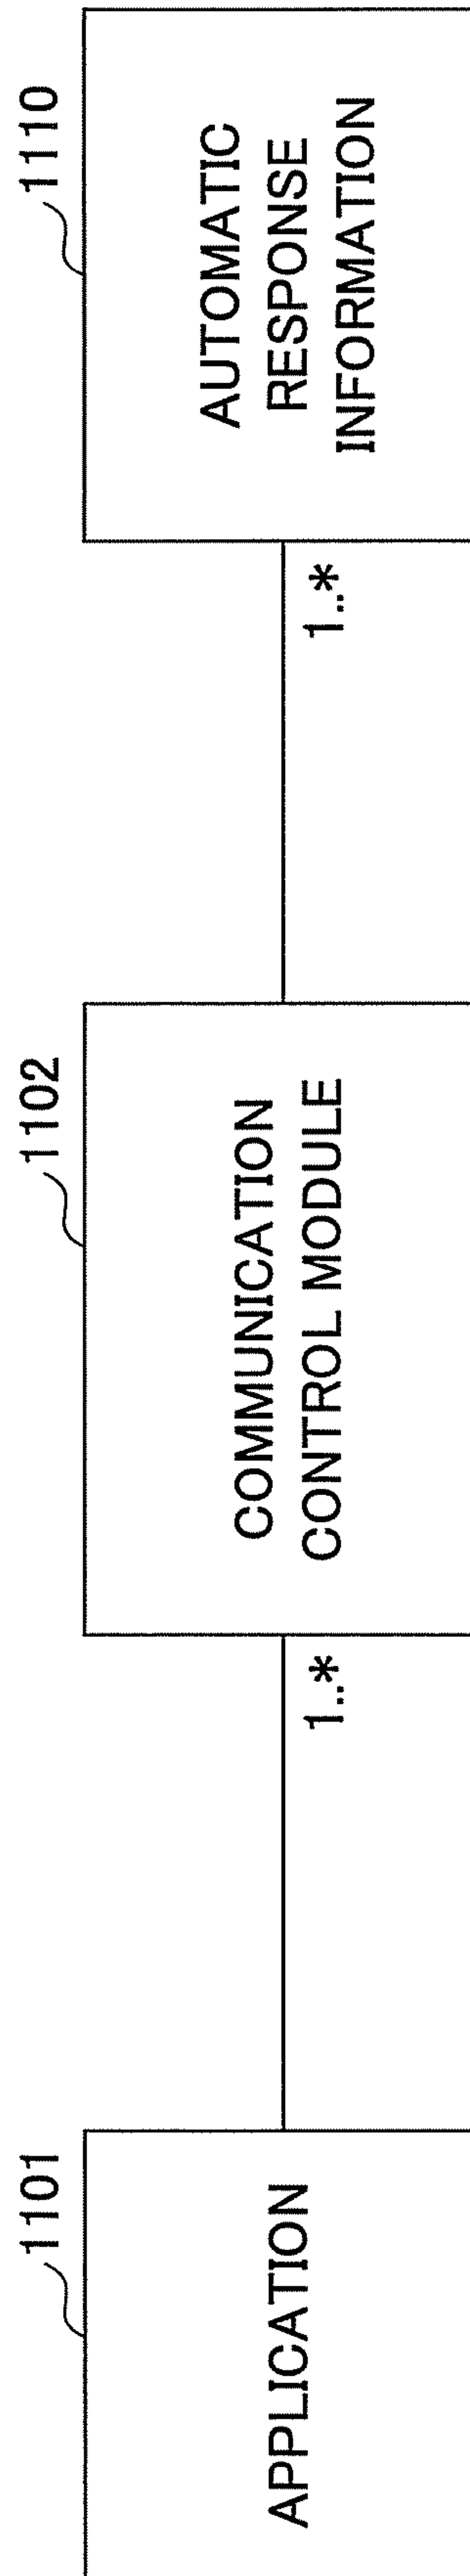 1101
APPLICATION
1..*
1102
COMMUNICATION
CONTROL MODULE
1..*
1110
AUTOMATIC
RESPONSE
INFORMATION